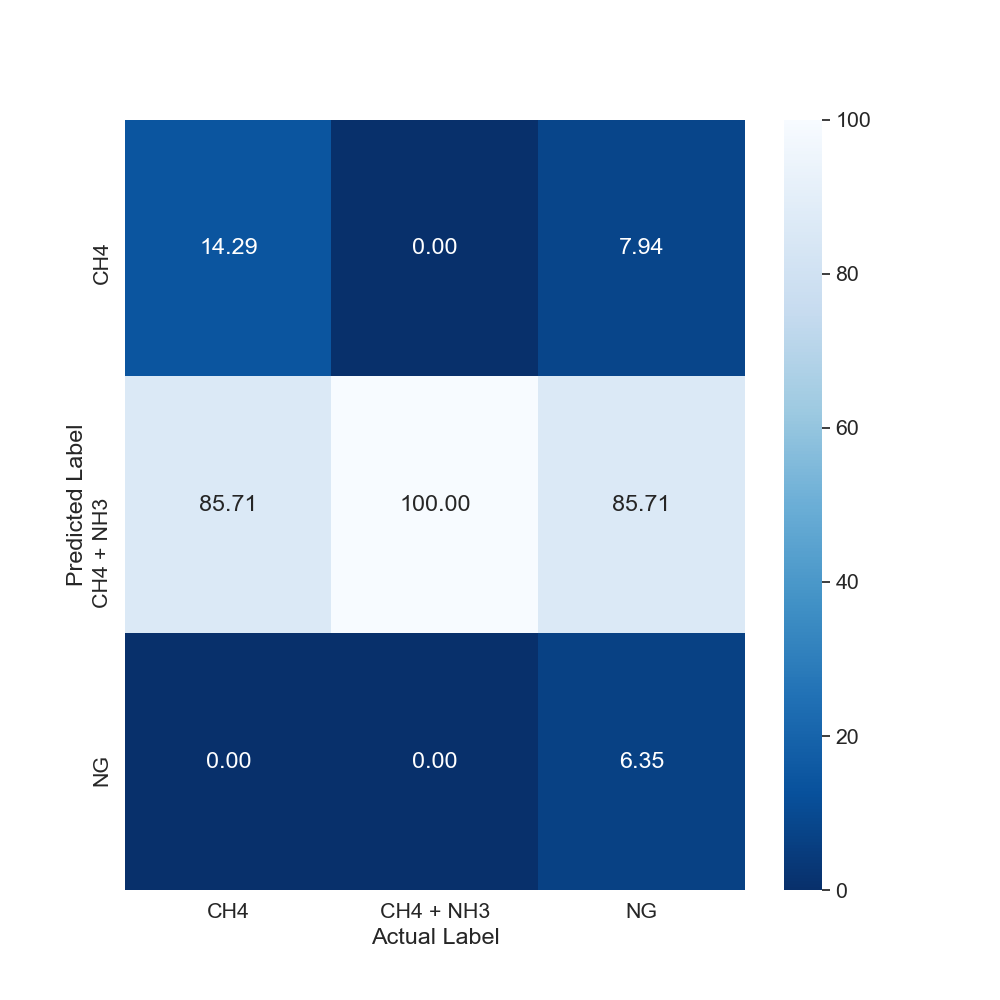 14.29 0.00 7.94
85.71 100.00 85.71
0.00 0.00 6.35
CH4
CH4 + NH3
NG
Predicted Label
CH4 CH4 + NH3 NG
Actual Label
100
80
60
40
20
0